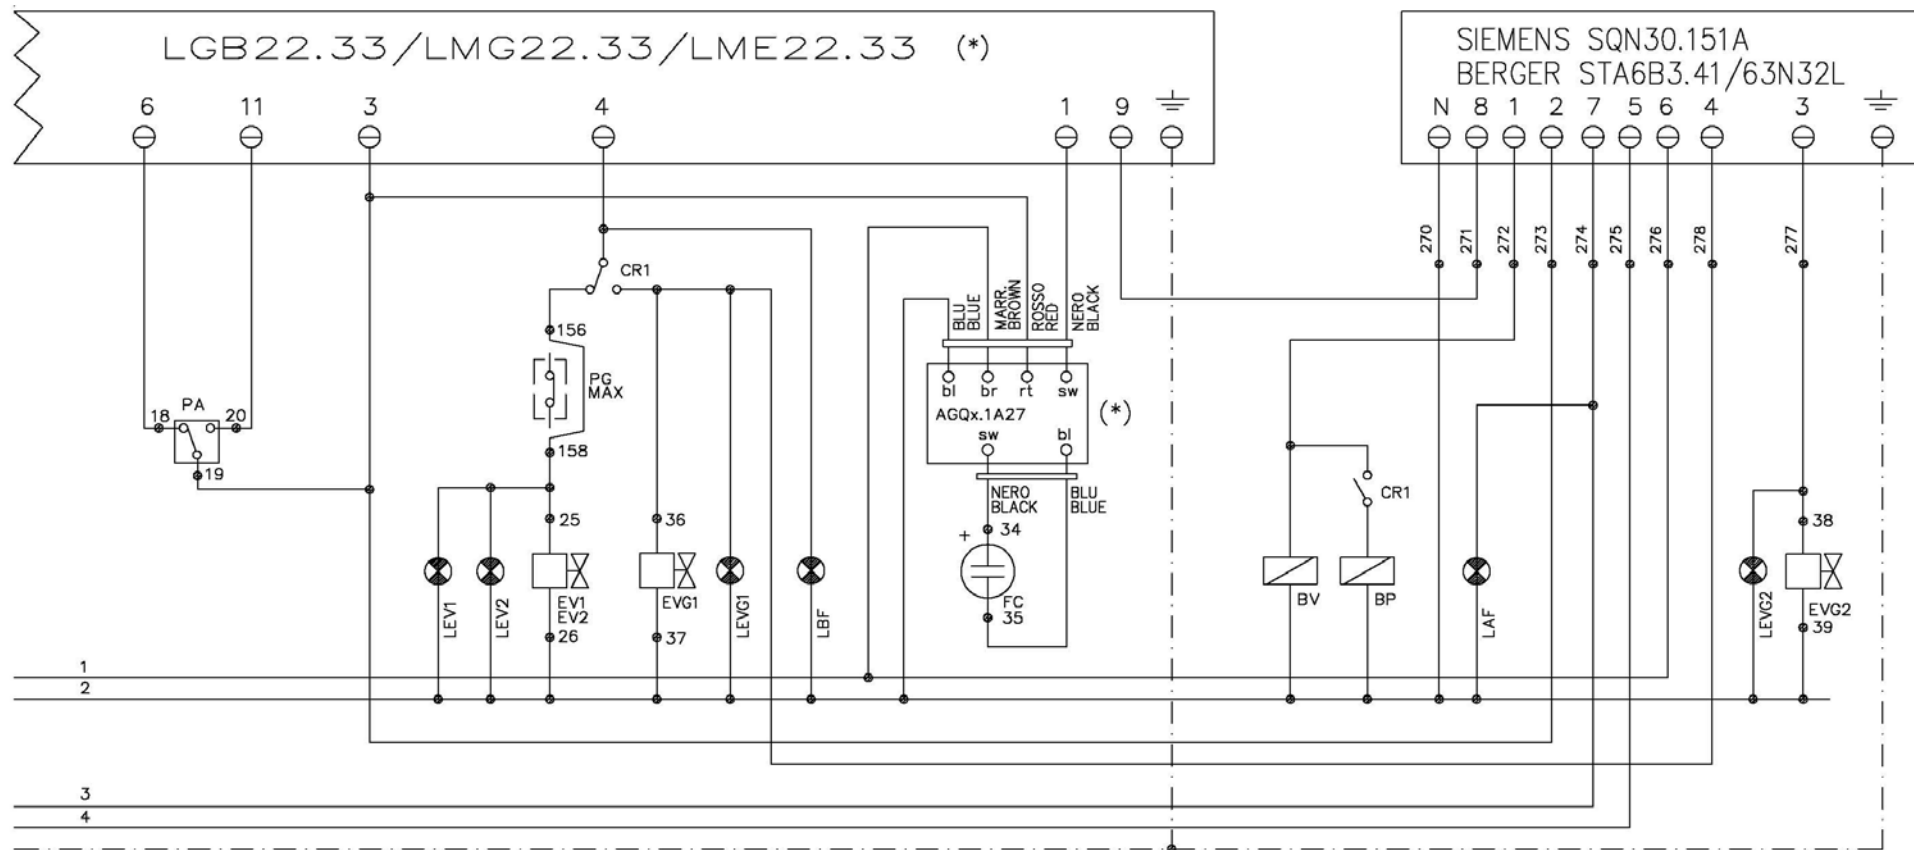 LGB22.33/LMG22.33/LME22.33 (*)
SIEMENS SQN30.151A
BERGER STA6B3.41/63N32L
6 11 3 4 1 9
N 8 1 2 7 5 6 4 3
270 271 272 273 274 275 276 278 277
CR1
BLU
BLUE
MARR.
BROWN
ROSSO
RED
NERO
BLACK
156
PG
MAX
158
bl br rt sw
AGQx.1A27
(*)
sw bl
PA
18 20
19
NERO
BLACK
BLU
BLUE
CR1
25 36
+ 34
38
LEV1
LEV2
EV1
EV2
26
EVG1
37
LEVG1
LBF
FC
35
BV
BP
LAF
LEVG2
EVG2
39
1
2
3
4